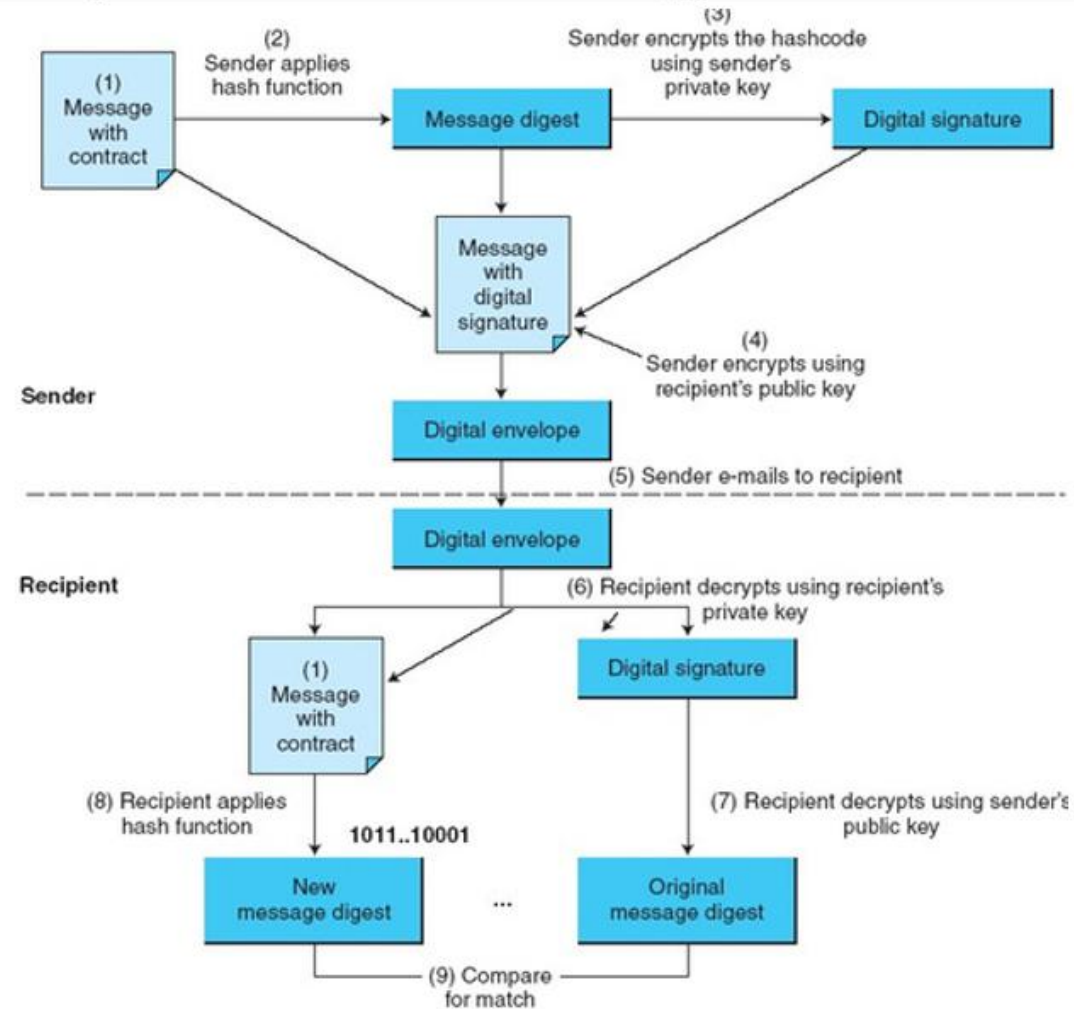 (3)
(2)
Sender encrypts the hashcode
using sender's
private key
Sender applies
hash function
(1)
Message
with
contract
Message digest
Digital signature
Message
with
digital
signature
(4)
Sender encrypts using
recipient's public key
Sender
Digital envelope
(5) Sender e-mails to recipient
Digital envelope
Recipient
(6) Recipient decrypts using recipient's
private key
(1)
Message
with
contract
Digital signature
(8) Recipient applies
hash function
(7) Recipient decrypts using sender's
public key
1011..10001
New
message digest
...
Original
message digest
(9) Compare
for match